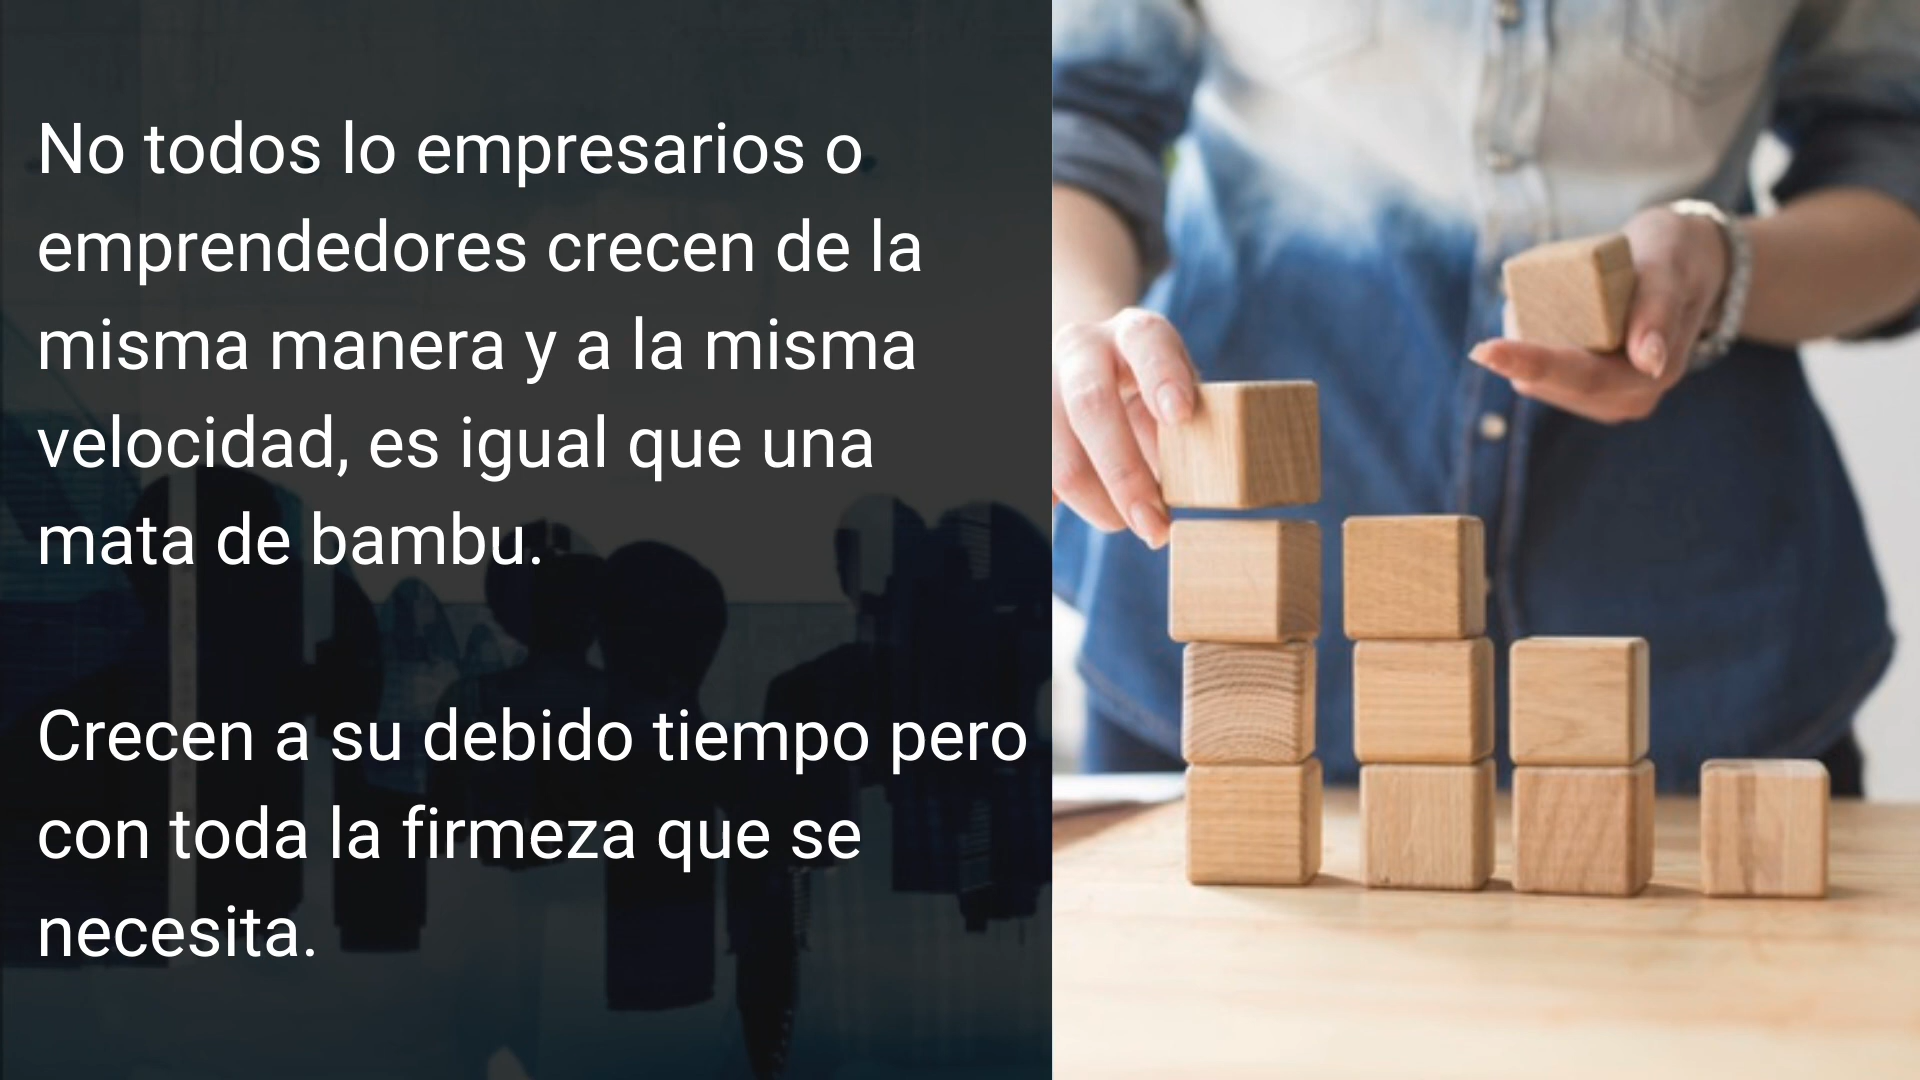 No todos lo empresarios o
emprendedores crecen de la
misma manera y a la misma
velocidad, es igual que una
mata de bambu.
Crecen a su debido tiempo pero
con toda la firmeza que se
necesita.